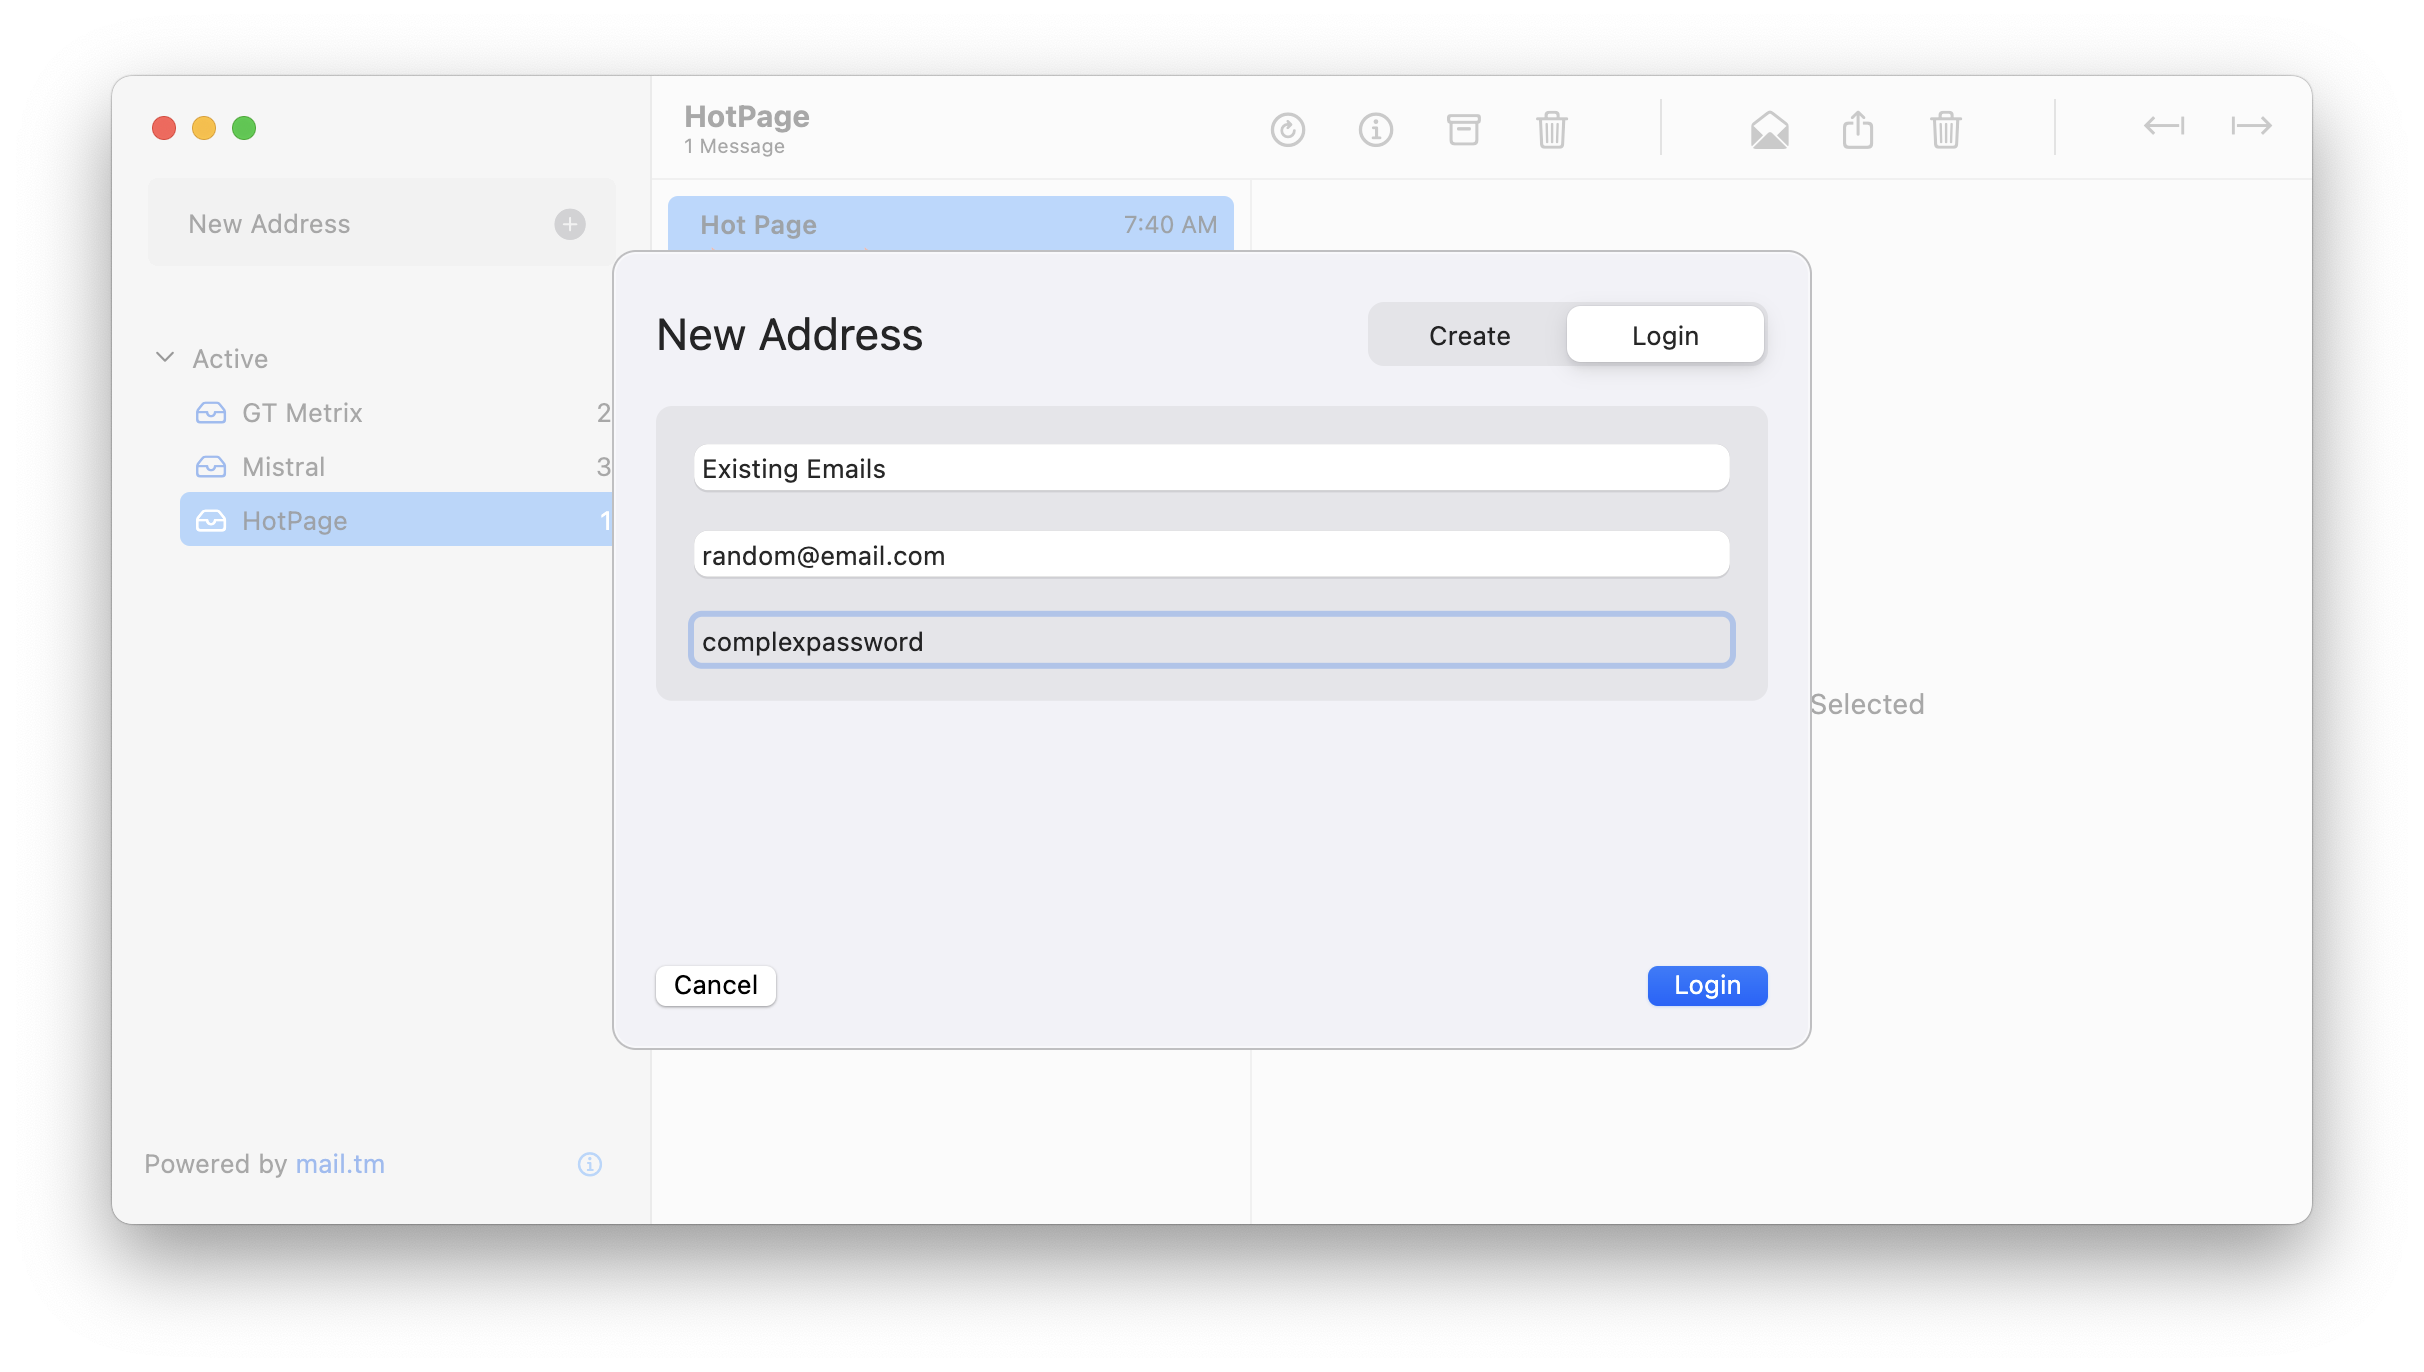 HotPage
1 Message
New Address
Hot Page
7:40 AM
New Address
Create
Login
Active
GT Metrix
2
Mistral
3
HotPage
1
Existing Emails
random@email.com
complexpassword
Selected
Cancel
Login
Powered by mail.tm